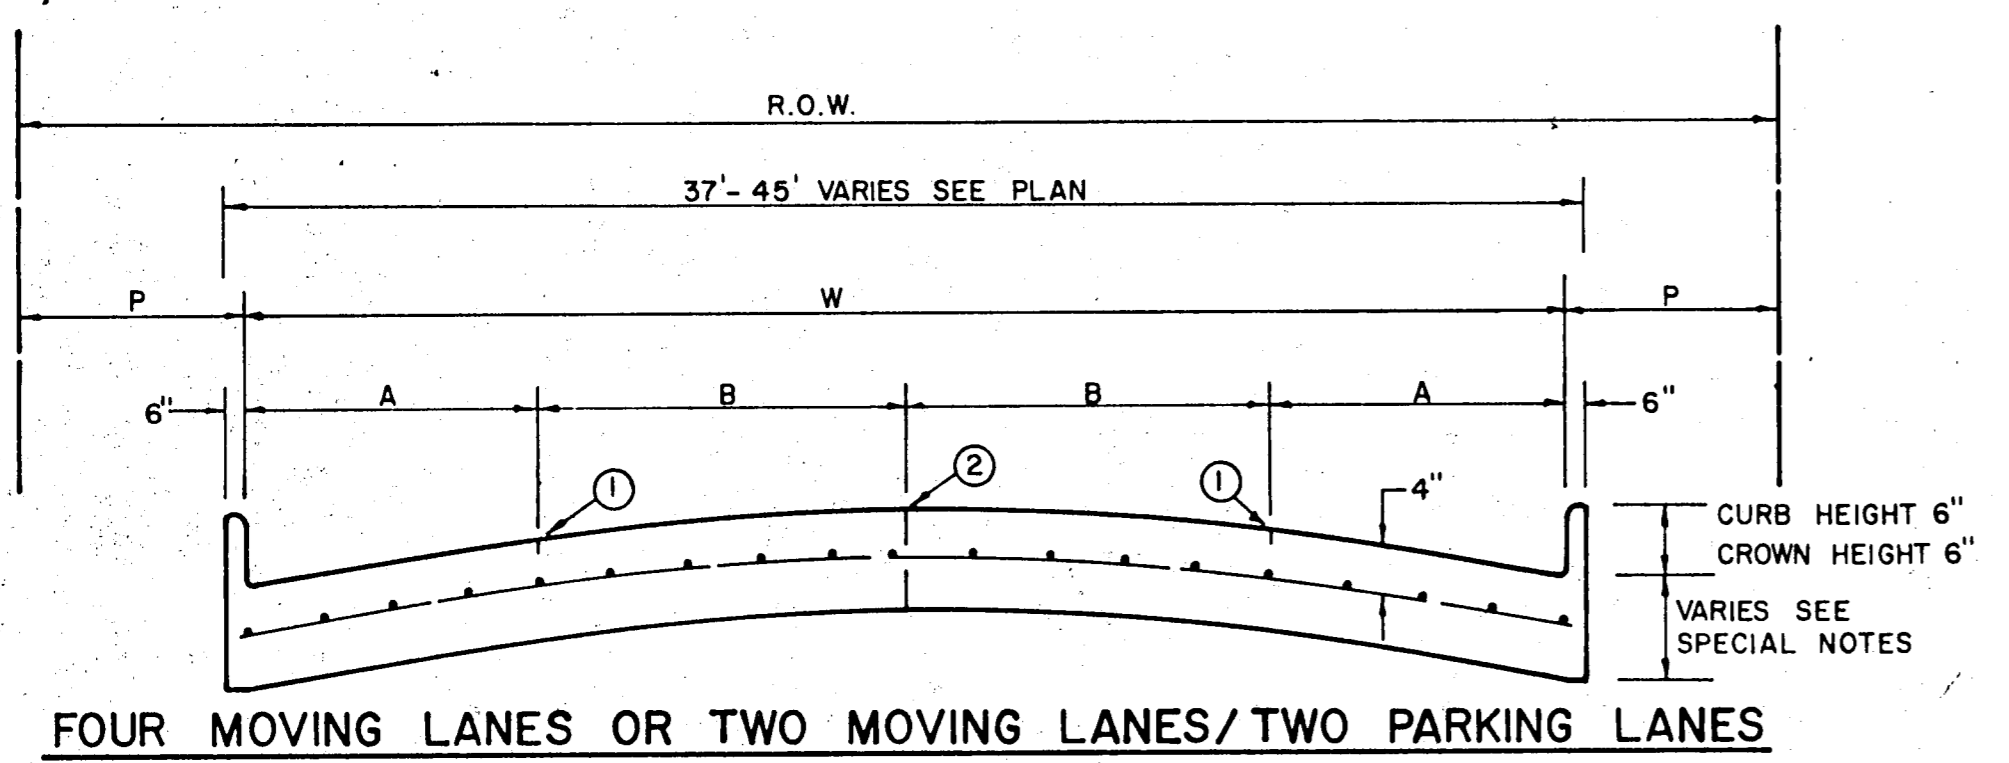 R.O.W.
37'- 45' VARIES SEE PLAN
P W P
6" A B B A 6"
1 2 1 4"
CURB HEIGHT 6"
CROWN HEIGHT 6"
VARIES SEE
SPECIAL NOTES
FOUR MOVING LANES OR TWO MOVING LANES/TWO PARKING LANES